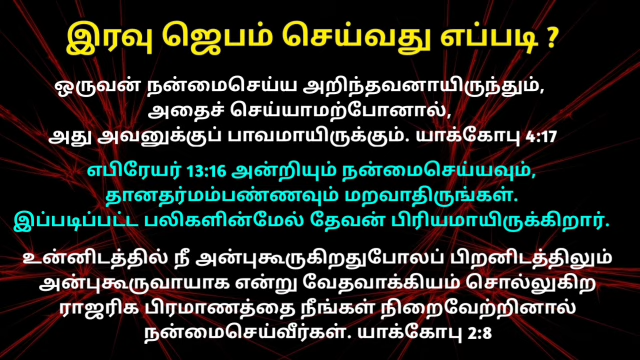 இரவு ஜெபம் செய்வது எப்படி ?
ஒருவன் நன்மைசெய்ய அறிந்தவனாயிருந்தும்,
அதைச் செய்யாமற்போனால்,
அது அவனுக்குப் பாவமாயிருக்கும். யாக்கோபு 4:17
எபிரேயர் 13:16 அன்றியும் நன்மைசெய்யவும்,
தானதர்மம்பண்ணவும் மறவாதிருங்கள்.
இப்படிப்பட்ட பலிகளின்மேல் தேவன் பிரியமாயிருக்கிறார்.
உன்னிடத்தில் நீ அன்புகூருகிறதுபோலப் பிறனிடத்திலும்
அன்புகூருவாயாக என்று வேதவாக்கியம் சொல்லுகிற
ராஜரிக பிரமாணத்தை நீங்கள் நிறைவேற்றினால்
நன்மைசெய்வீர்கள். யாக்கோபு 2:8